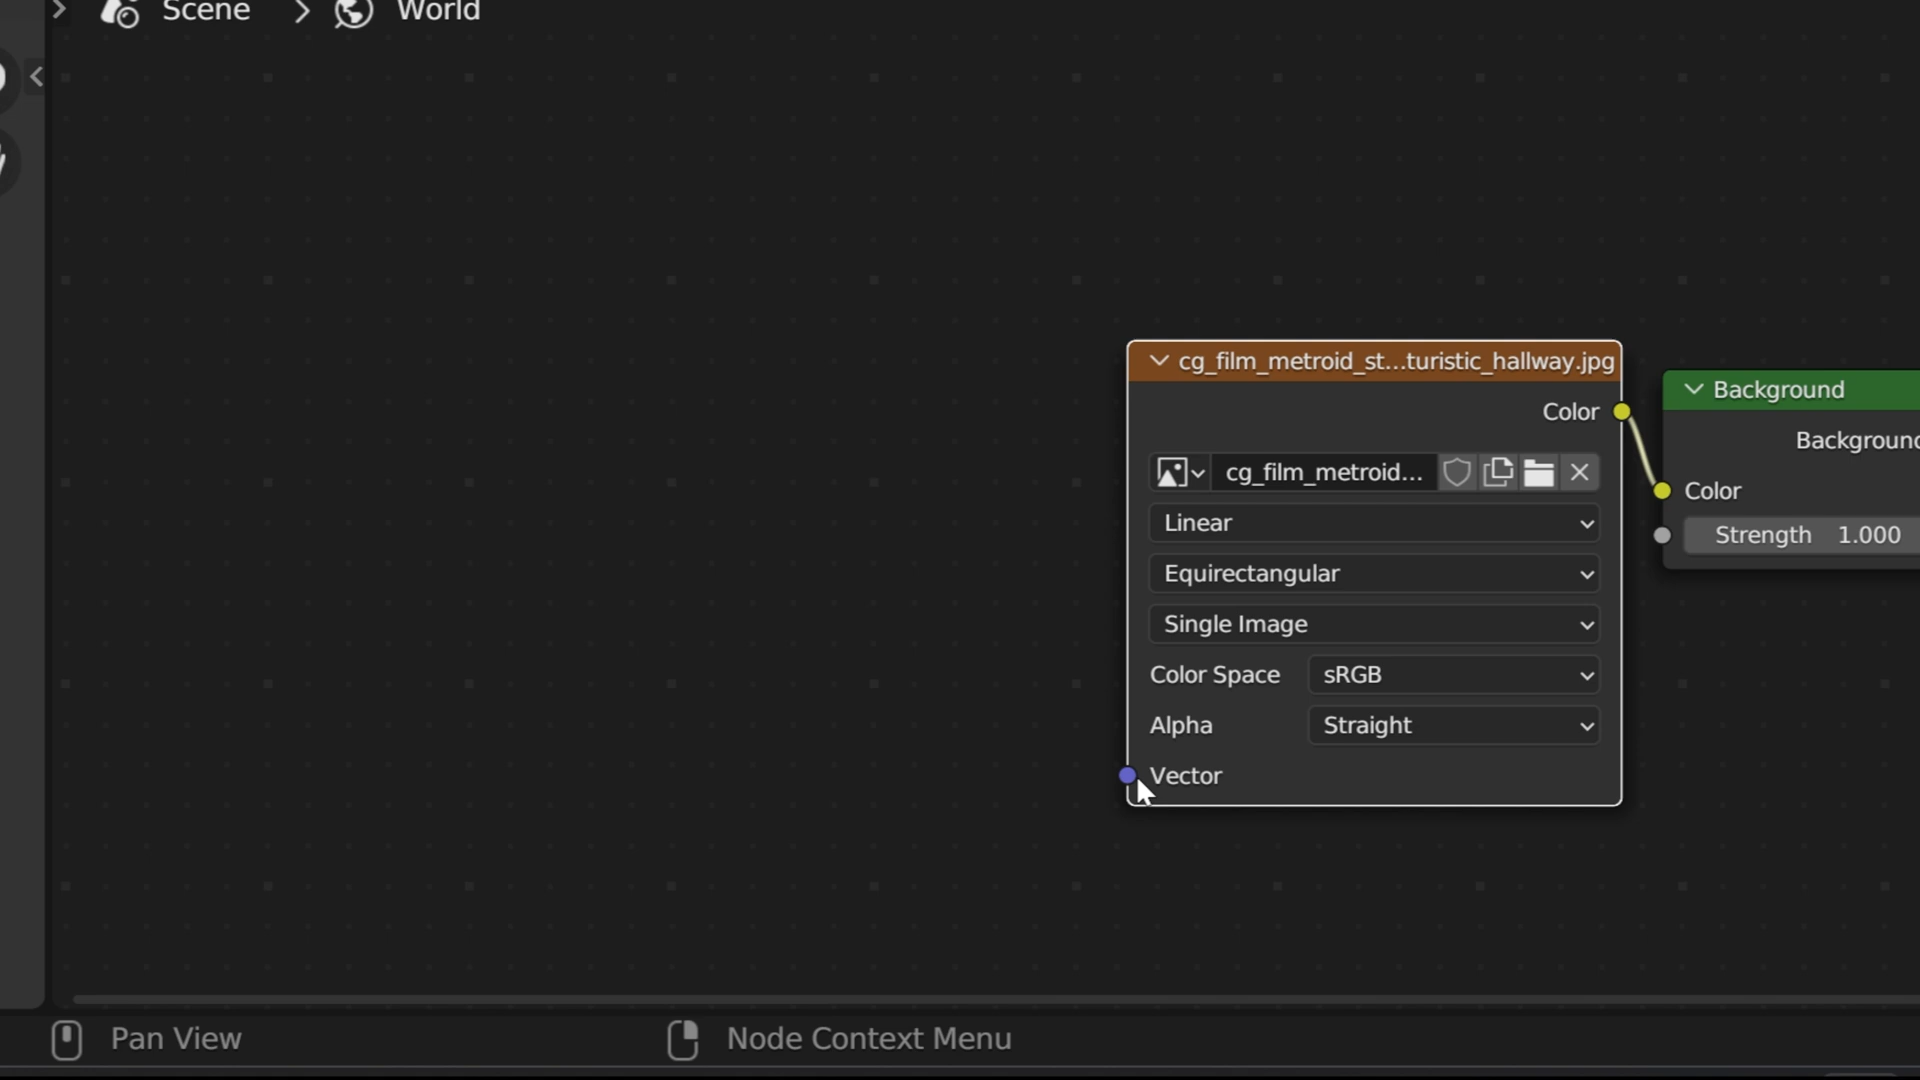 Scene World
cg_film_metroid_st...turistic_hallway.jpg
Color
cg_film_metroid...
Linear
Equirectangular
Single Image
Color Space sRGB
Alpha Straight
Vector
Background
Background
Color
Strength 1.000
Pan View Node Context Menu